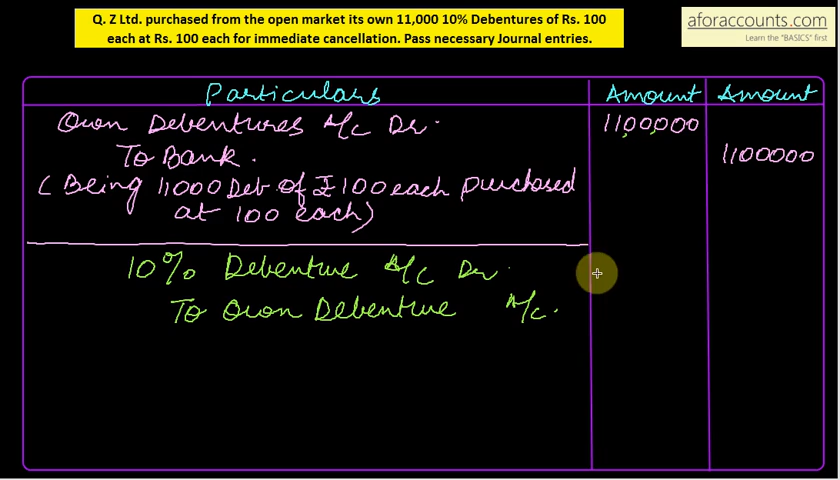 Q. Z Ltd. purchased from the open market its own 11,000 10% Debentures of Rs. 100
each at Rs. 100 each for immediate cancellation. Pass necessary Journal entries.
aforaccounts.com
Learn the "BASICS" first
Particulars Amount Amount
Own Debentures A/c Dr. 11,00,000
To Bank. 1100000
(Being 11000 Deb of ₹100 each purchased
at 100 each)
10% Debenture A/c Dr.
To Own Debenture A/c.